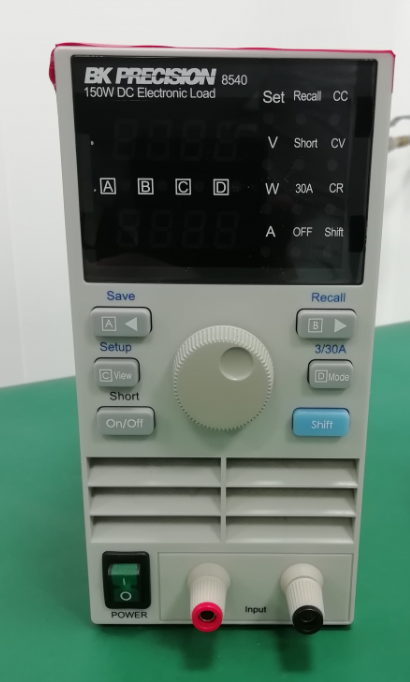 BK PRECISION 8540
150W DC Electronic Load
Set Recall CC
V Short CV
A B C D W 30A CR
A OFF Shift
Save Recall
A B
Setup 3/30A
C View D Mode
Short
On/Off Shift
I
O
POWER Input